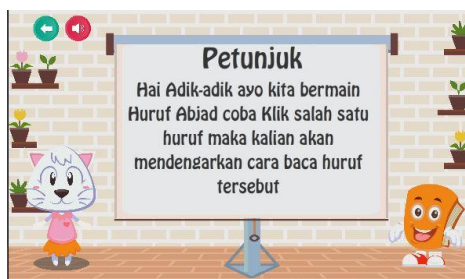 Petunjuk
Hai Adik-adik ayo kita bermain
Huruf Abjad coba Klik salah satu
huruf maka kalian akan
mendengarkan cara baca huruf
tersebut